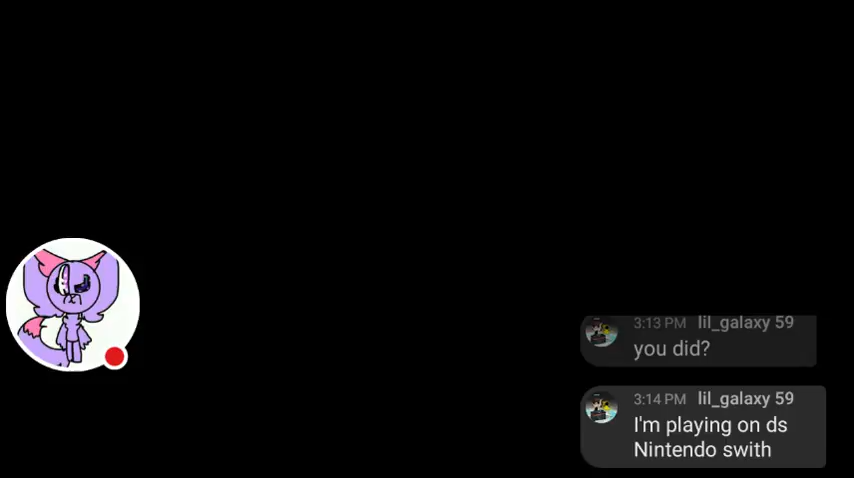 3:13 PM lil_galaxy 59
you did?
3:14 PM lil_galaxy 59
I'm playing on ds
Nintendo swith